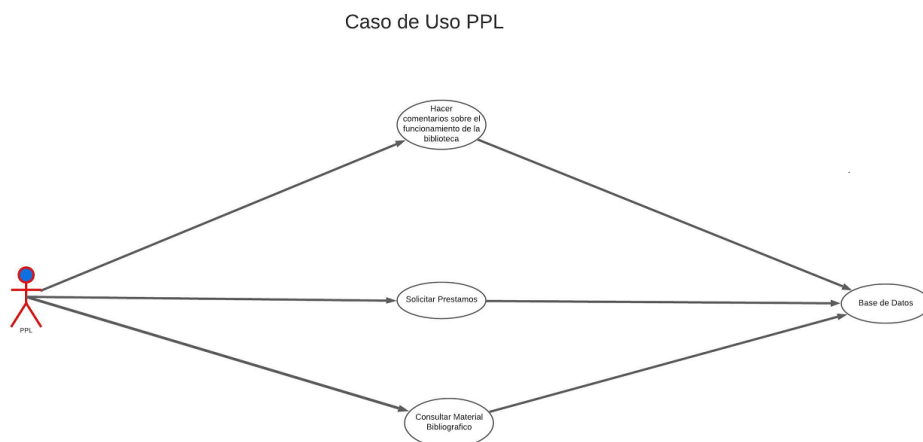 Caso de Uso PPL
Hacer
comentarios sobre el
funcionamiento de la
biblioteca
PPL
Solicitar Prestamos
Base de Datos
Consultar Material
Bibliografico